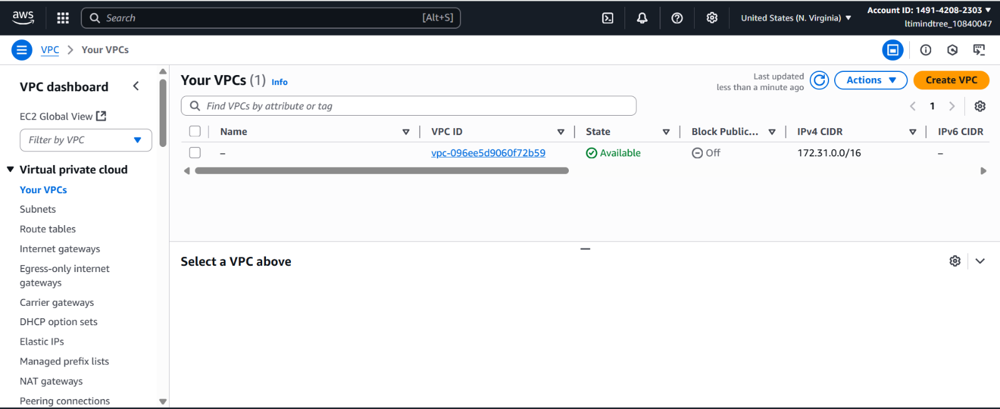 aws
Search [Alt+S]
United States (N. Virginia)
Account ID: 1491-4208-2303
ltimindtree_10840047
VPC > Your VPCs
VPC dashboard
EC2 Global View
Filter by VPC
Virtual private cloud
Your VPCs
Subnets
Route tables
Internet gateways
Egress-only internet
gateways
Carrier gateways
DHCP option sets
Elastic IPs
Managed prefix lists
NAT gateways
Peering connections
Your VPCs (1) Info
Last updated
less than a minute ago
Actions
Create VPC
Find VPCs by attribute or tag
1
Name VPC ID State Block Public... IPv4 CIDR IPv6 CIDR
– vpc-096ee5d9060f72b59 Available Off 172.31.0.0/16 –
Select a VPC above